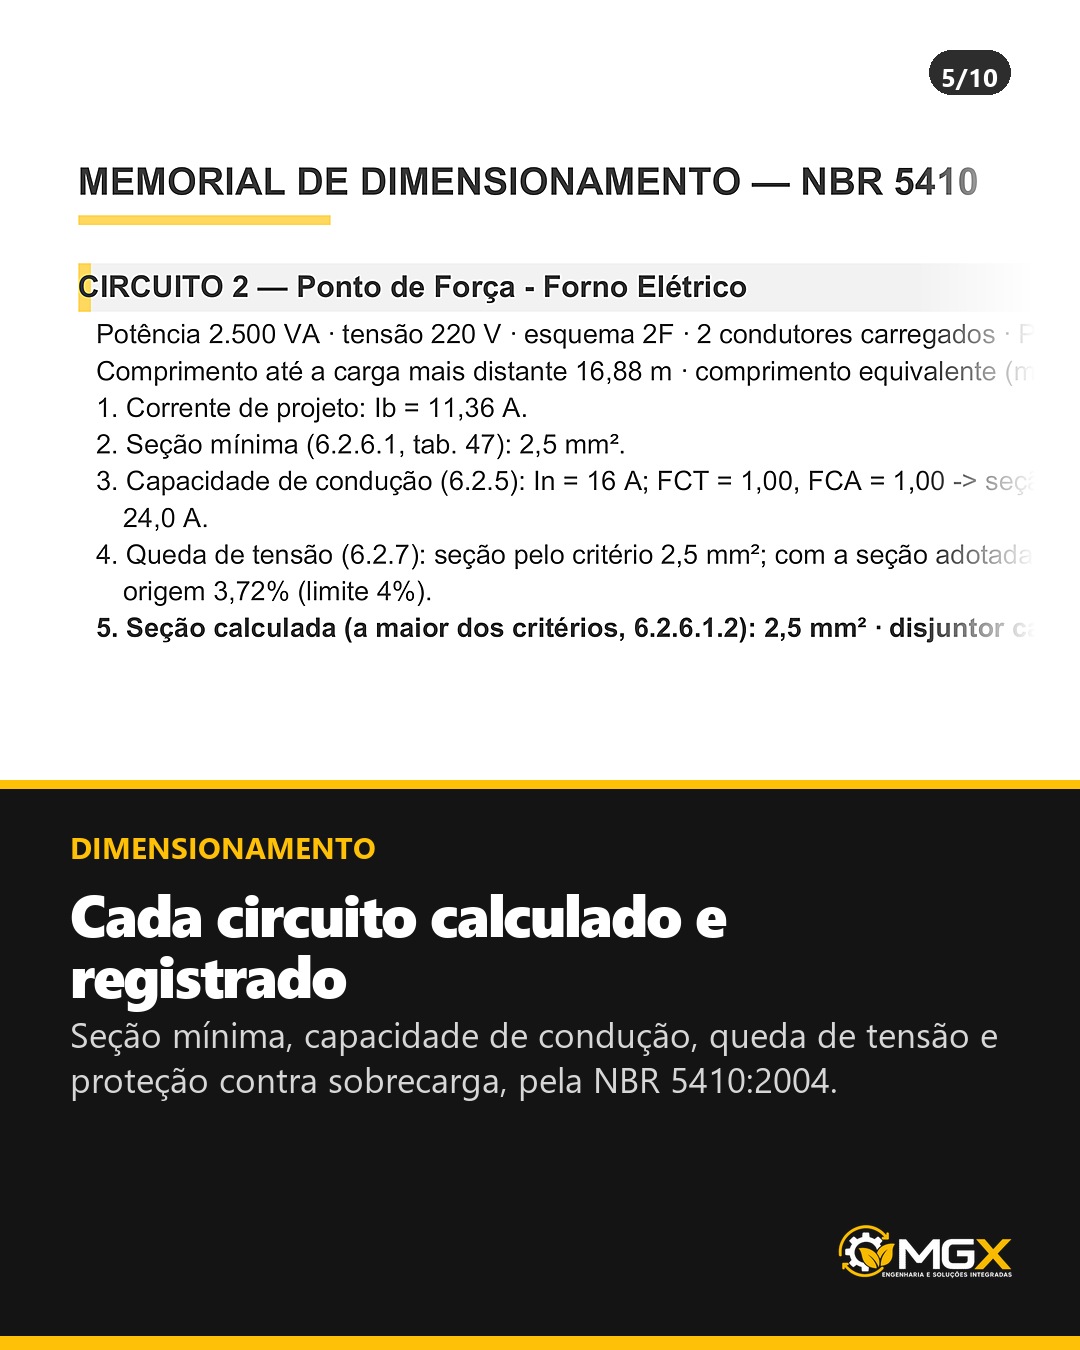 5/10
MEMORIAL DE DIMENSIONAMENTO — NBR 5410
CIRCUITO 2 — Ponto de Força - Forno Elétrico
Potência 2.500 VA · tensão 220 V · esquema 2F · 2 condutores carregados ·
Comprimento até a carga mais distante 16,88 m · comprimento equivalente
1. Corrente de projeto: Ib = 11,36 A.
2. Seção mínima (6.2.6.1, tab. 47): 2,5 mm².
3. Capacidade de condução (6.2.5): In = 16 A; FCT = 1,00, FCA = 1,00 ->
24,0 A.
4. Queda de tensão (6.2.7): seção pelo critério 2,5 mm²; com a seção adotada
origem 3,72% (limite 4%).
5. Seção calculada (a maior dos critérios, 6.2.6.1.2): 2,5 mm² · disjuntor
DIMENSIONAMENTO
Cada circuito calculado e
registrado
Seção mínima, capacidade de condução, queda de tensão e
proteção contra sobrecarga, pela NBR 5410:2004.
MGX
ENGENHARIA E SOLUÇÕES INTEGRADAS